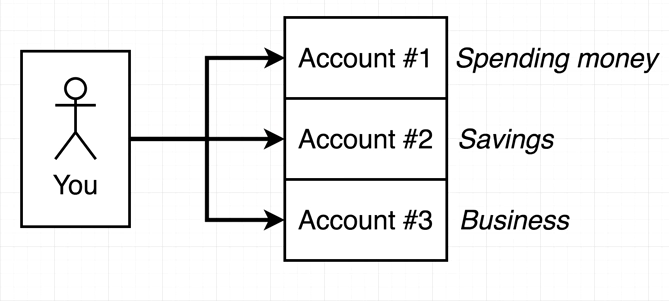 Account #1 Spending money
You
Account #2 Savings
Account #3 Business